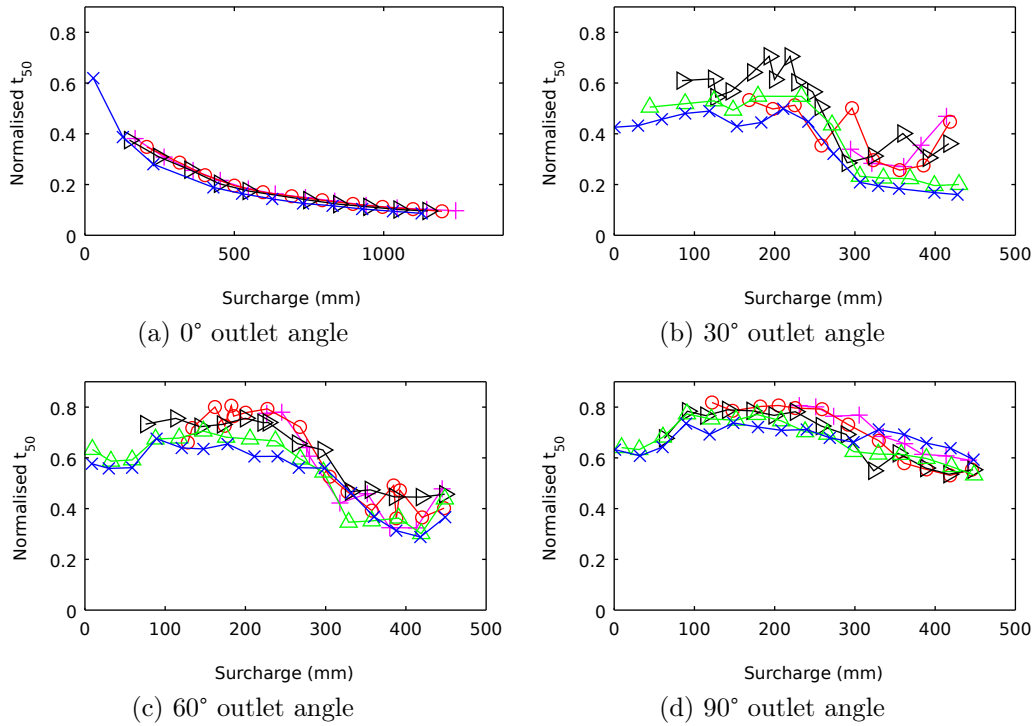 0.8
0.6
0.4
0.2
0
0 500 1000
Normalised t50
Surcharge (mm)
(a) 0° outlet angle
0.8
0.6
0.4
0.2
0
0 100 200 300 400 500
Normalised t50
Surcharge (mm)
(b) 30° outlet angle
0.8
0.6
0.4
0.2
0
0 100 200 300 400 500
Normalised t50
Surcharge (mm)
(c) 60° outlet angle
0.8
0.6
0.4
0.2
0
0 100 200 300 400 500
Normalised t50
Surcharge (mm)
(d) 90° outlet angle